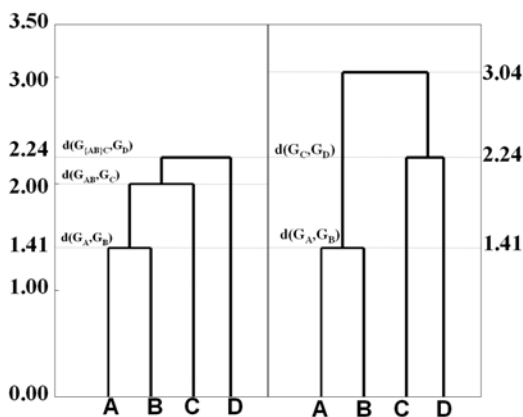 3.50
3.00
3.04
d(G[AB]C,GD)
2.24
d(GC,GD)
2.24
d(GAB,GC)
2.00
d(GA,GB)
d(GA,GB)
1.41
1.41
1.00
0.00
A B C D
A B C D